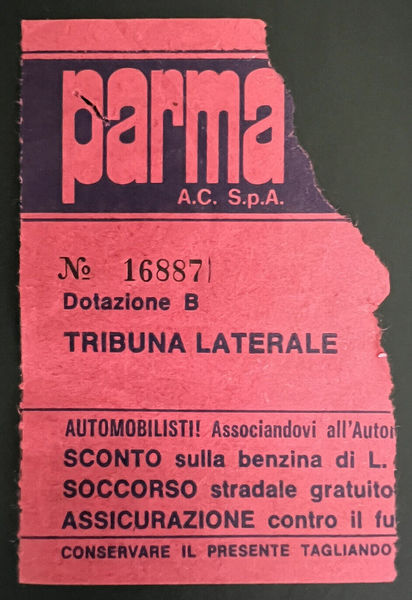 parma
A.C. S.p.A.
№ 16887
Dotazione B
TRIBUNA LATERALE
AUTOMOBILISTI! Associandovi all'Autom
SCONTO sulla benzina di L.
SOCCORSO stradale gratuito
ASSICURAZIONE contro il fu
CONSERVARE IL PRESENTE TAGLIANDO